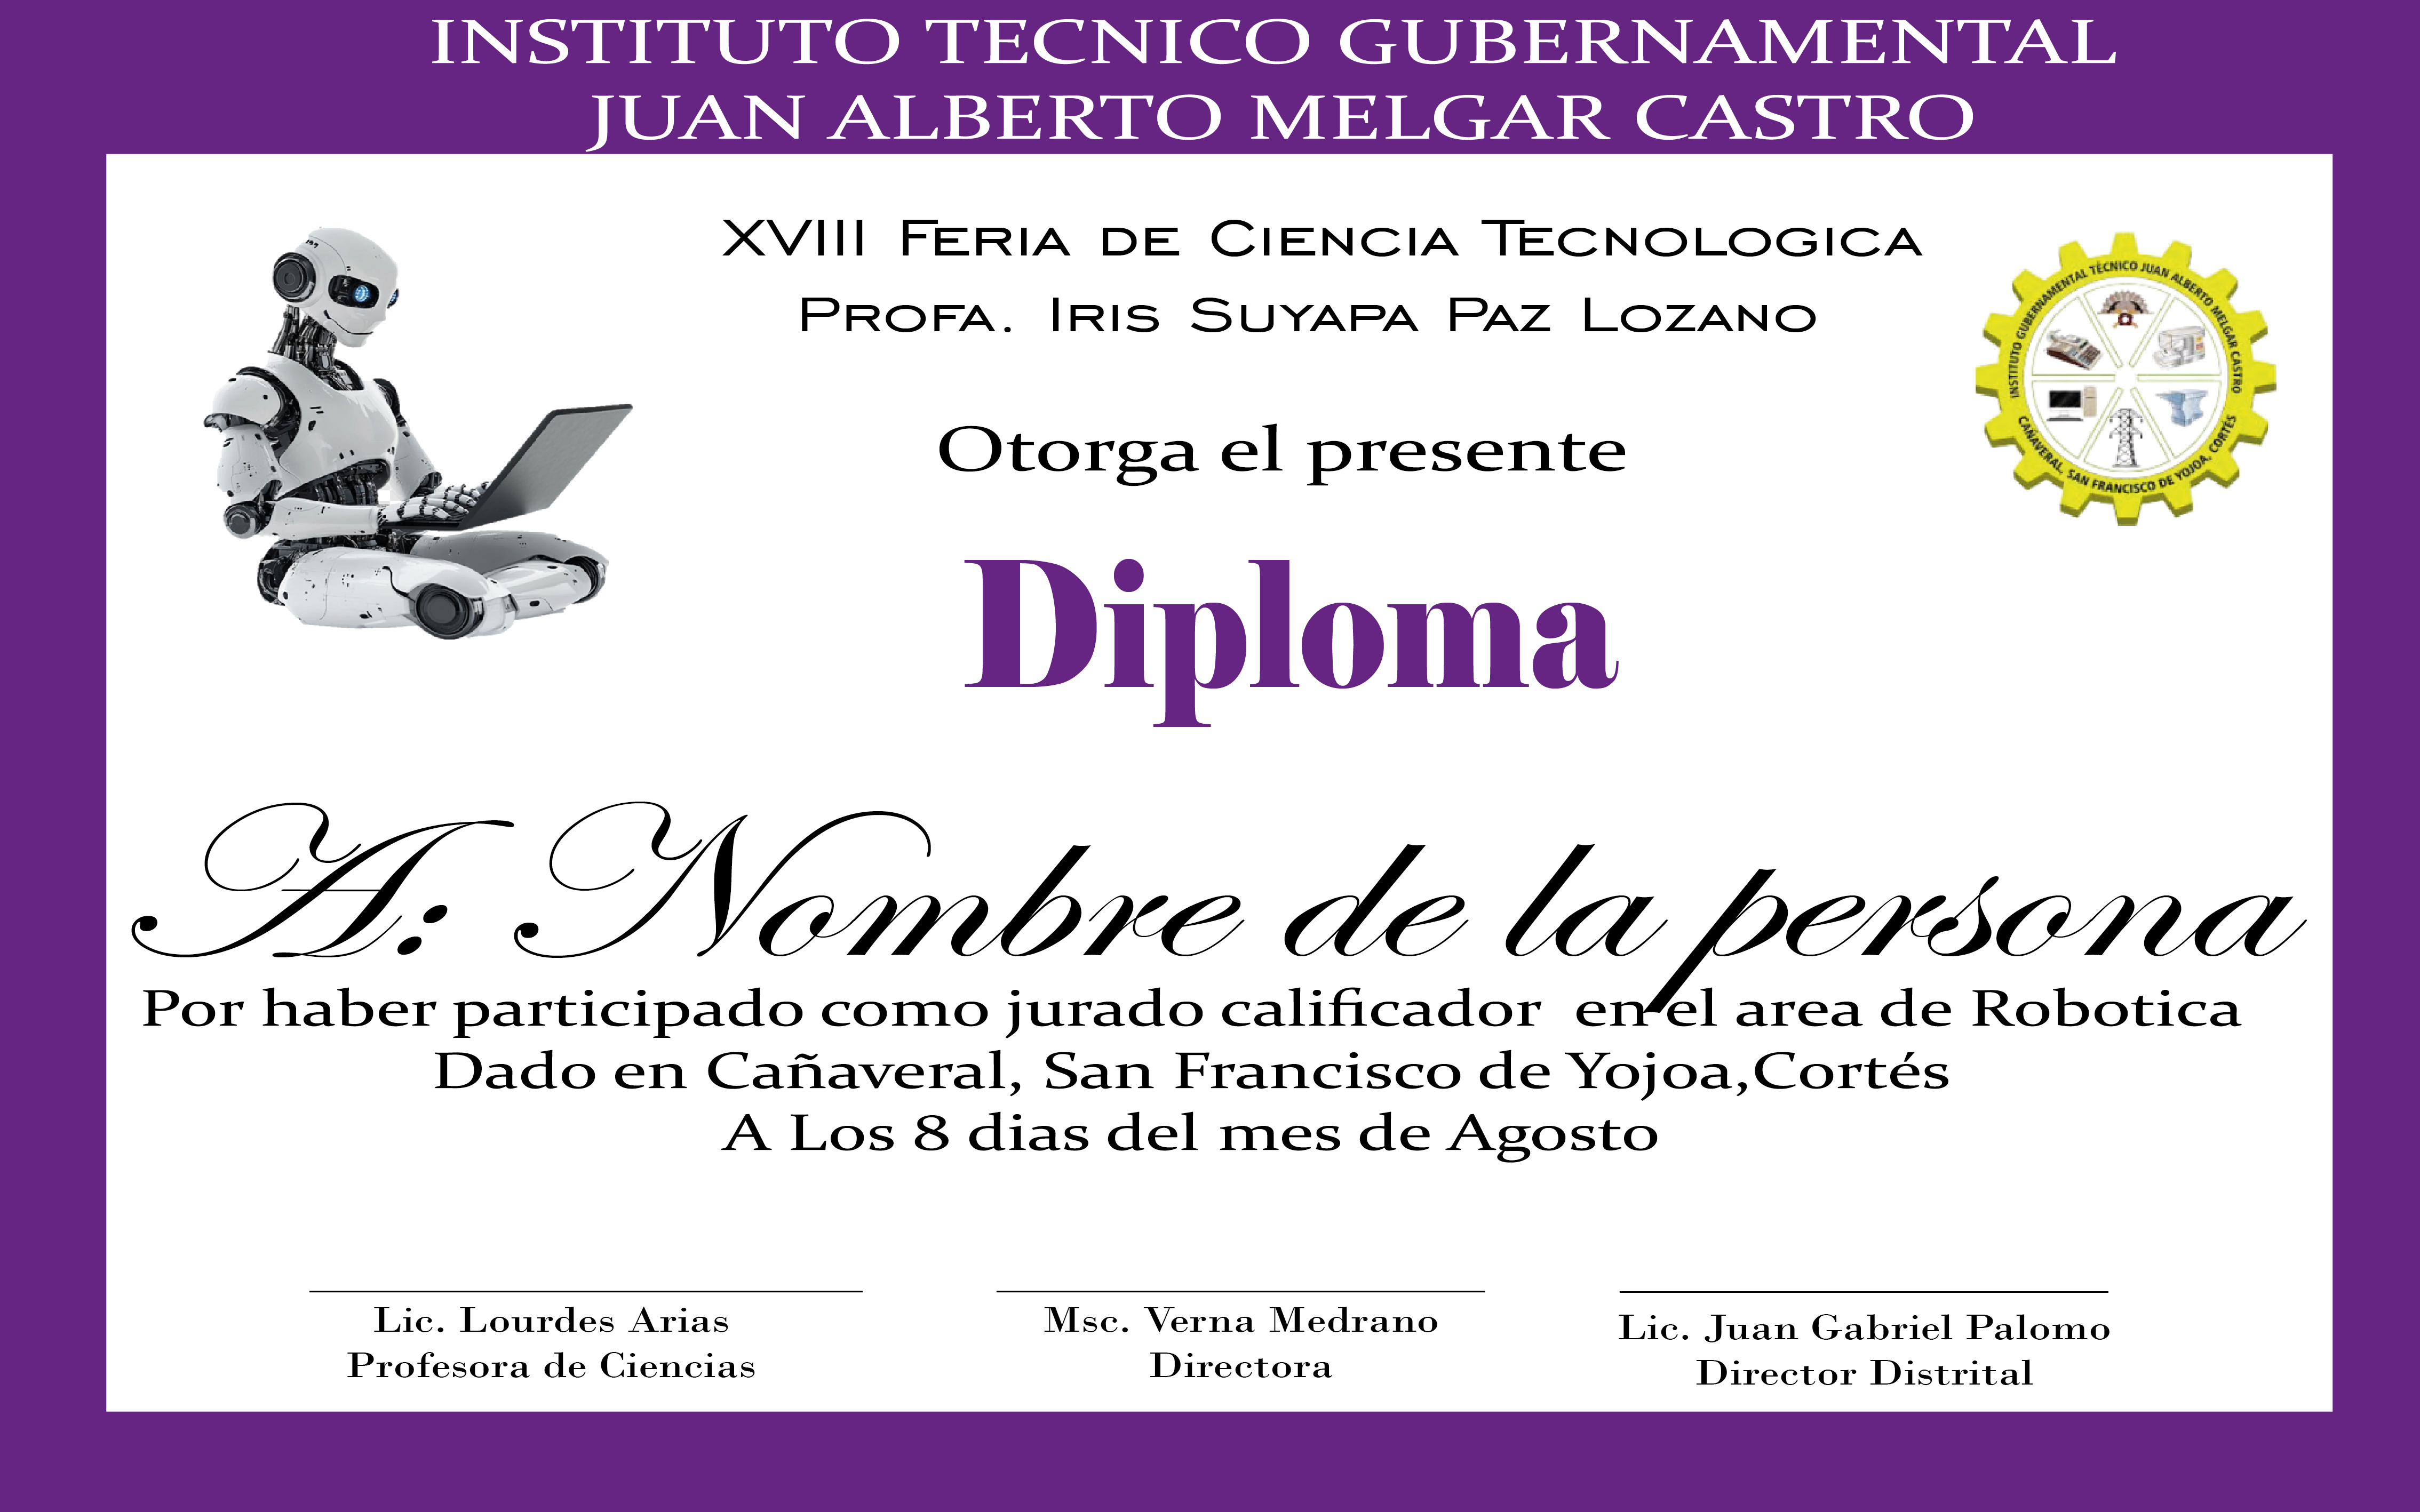 INSTITUTO TECNICO GUBERNAMENTAL
JUAN ALBERTO MELGAR CASTRO
XVIII Feria de Ciencia Tecnologica
Profa. Iris Suyapa Paz Lozano
INSTITUTO GUBERNAMENTAL TÉCNICO JUAN ALBERTO MELGAR CASTRO
CAÑAVERAL, SAN FRANCISCO DE YOJOA, CORTÉS
Otorga el presente
Diploma
A: Nombre de la persona
Por haber participado como jurado calificador en el area de Robotica
Dado en Cañaveral, San Francisco de Yojoa,Cortés
A Los 8 dias del mes de Agosto
Lic. Lourdes Arias
Profesora de Ciencias
Msc. Verna Medrano
Directora
Lic. Juan Gabriel Palomo
Director Distrital